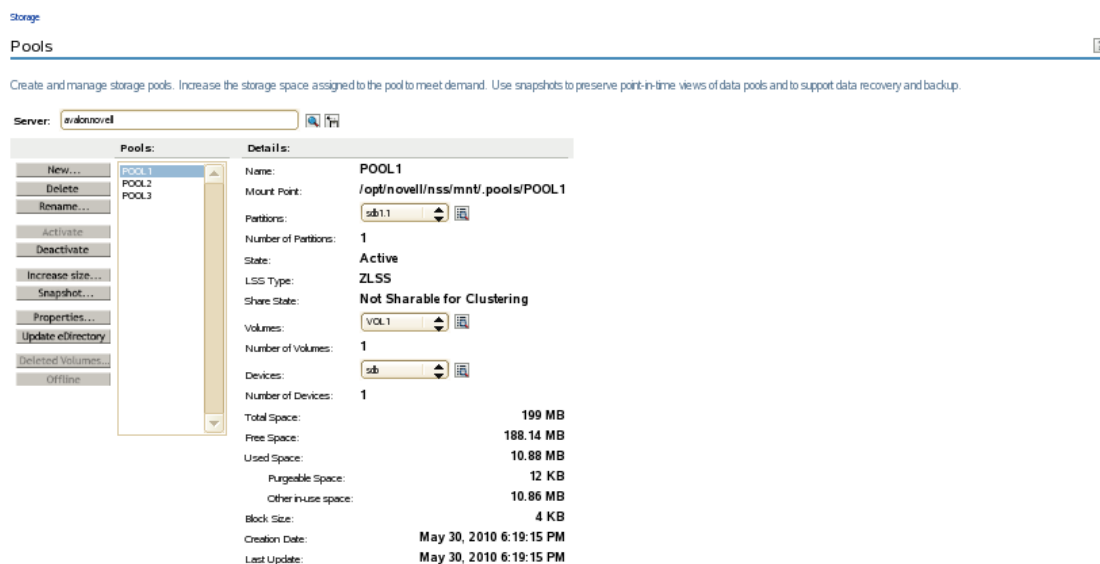 Storage
Pools
Create and manage storage pools. Increase the storage space assigned to the pool to meet demand. Use snapshots to preserve point-in-time views of data pools and to support data recovery and backup.
Server: avalonnovell
Pools: Details:
New...
Delete
Rename...
Activate
Deactivate
Increase size...
Snapshot...
Properties...
Update eDirectory
Deleted Volumes...
Offline
POOL1
POOL2
POOL3
Name: POOL1
Mount Point: /opt/novell/nss/mnt/.pools/POOL1
Partitions: sdb1.1
Number of Partitions: 1
State: Active
LSS Type: ZLSS
Share State: Not Sharable for Clustering
Volumes: VOL1
Number of Volumes: 1
Devices: sdb
Number of Devices: 1
Total Space: 199 MB
Free Space: 188.14 MB
Used Space: 10.88 MB
Purgeable Space: 12 KB
Other in-use space: 10.86 MB
Block Size: 4 KB
Creation Date: May 30, 2010 6:19:15 PM
Last Update: May 30, 2010 6:19:15 PM